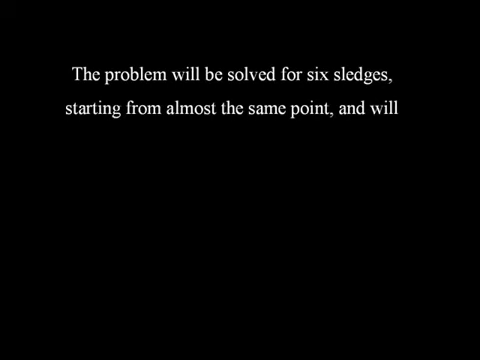 The problem will be solved for six sledges,
starting from almost the same point, and will